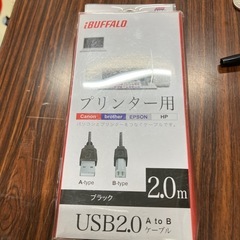 iBUFFALO
プリンター用
Canon brother EPSON HP
A-type B-type
2.0m
ブラック
USB2.0 A to B
ケーブル